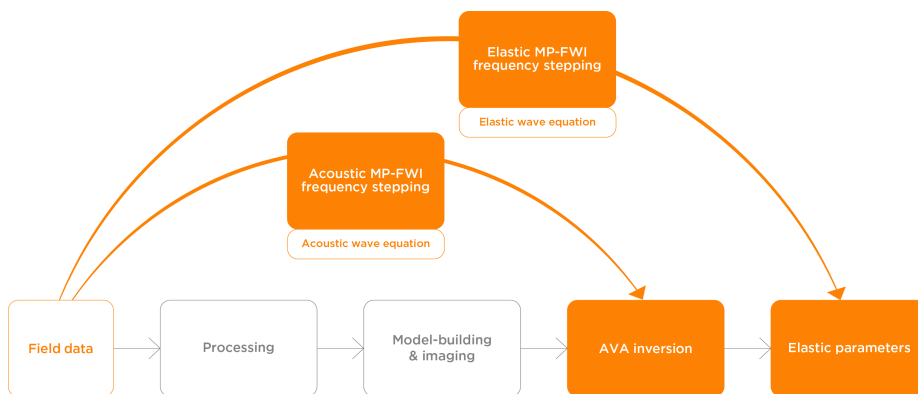 Elastic MP-FWI
frequency stepping
Elastic wave equation
Acoustic MP-FWI
frequency stepping
Acoustic wave equation
Field data
Processing
Model-building
& imaging
AVA inversion
Elastic parameters